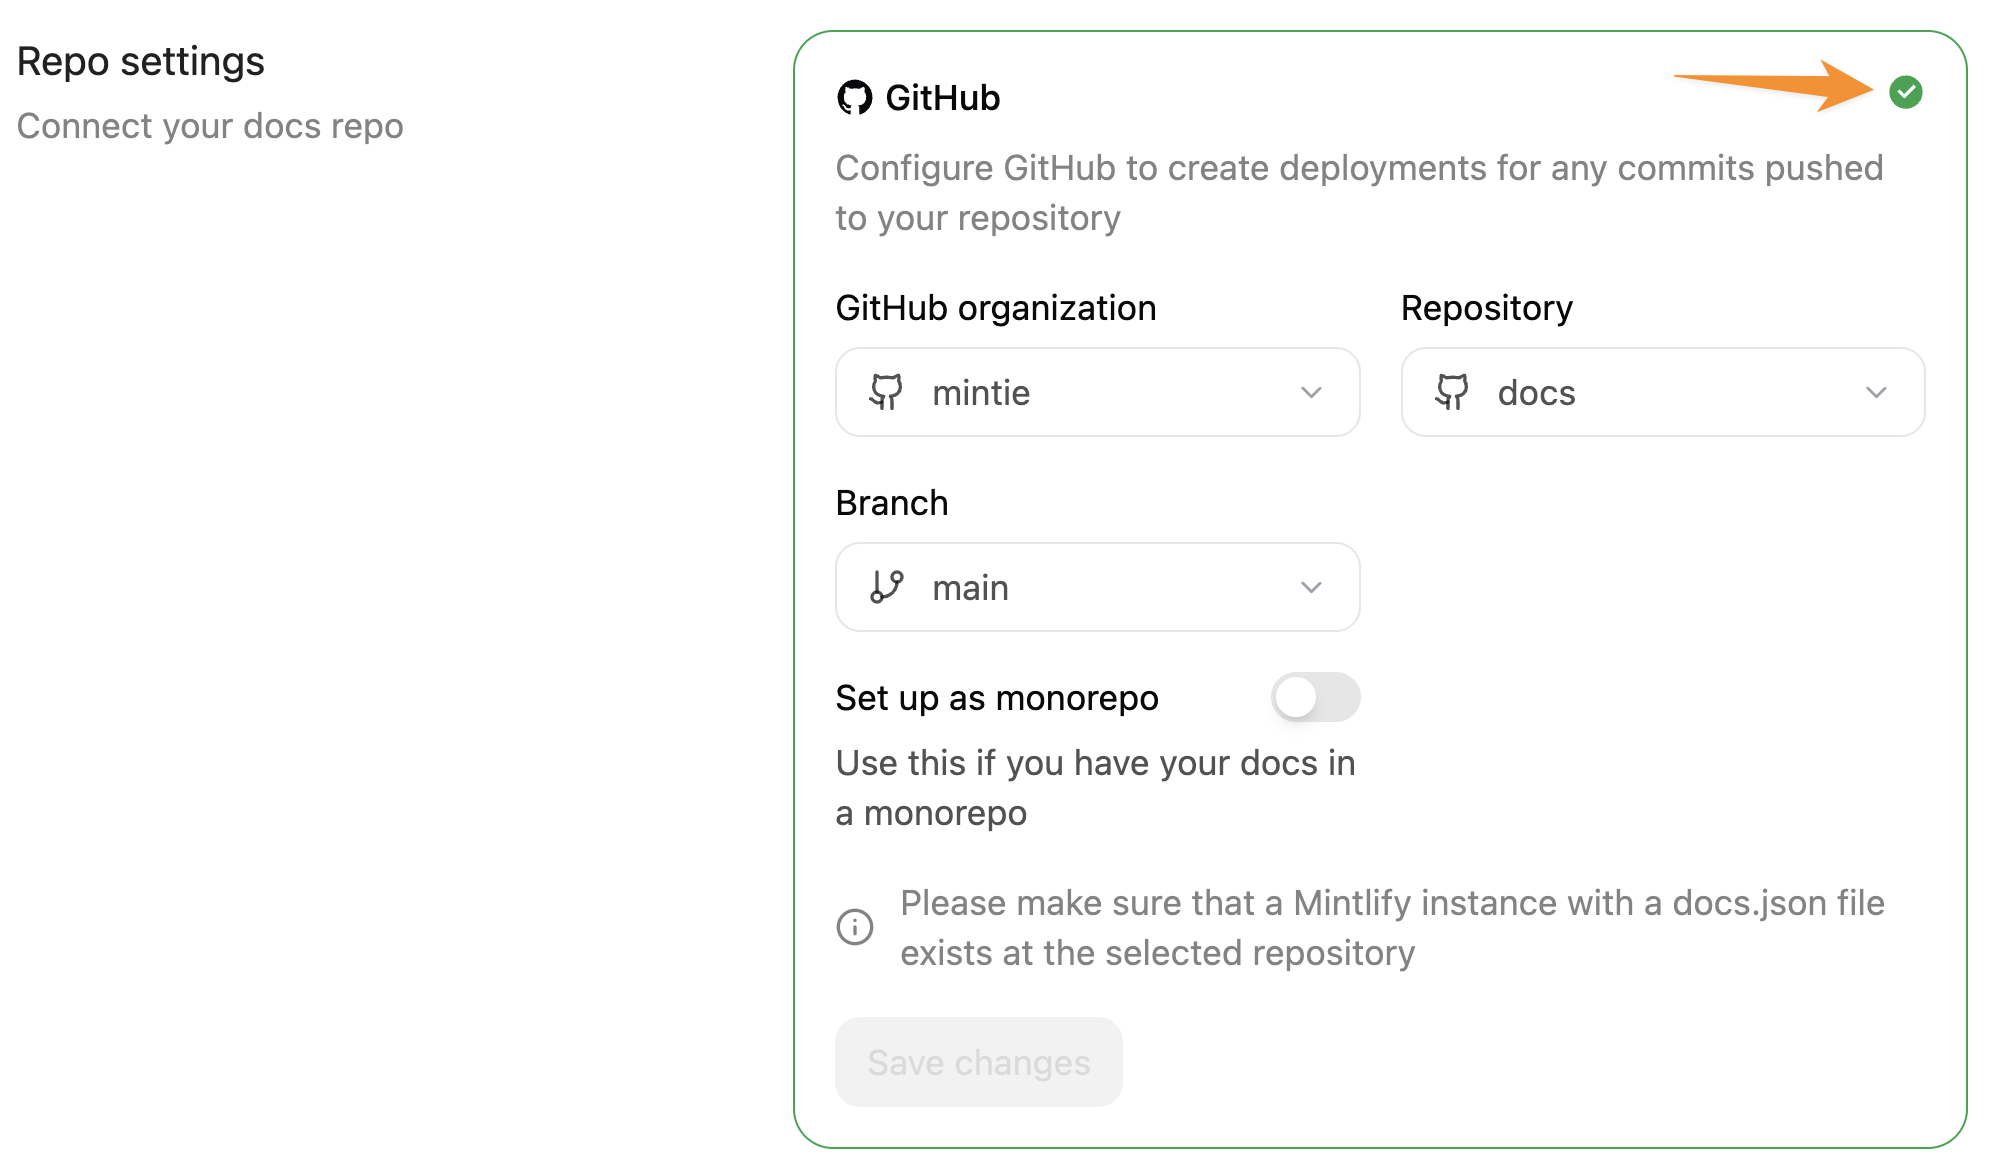 Repo settings
Connect your docs repo
GitHub
Configure GitHub to create deployments for any commits pushed
to your repository
GitHub organization
mintie
Repository
docs
Branch
main
Set up as monorepo
Use this if you have your docs in
a monorepo
Please make sure that a Mintlify instance with a docs.json file
exists at the selected repository
Save changes